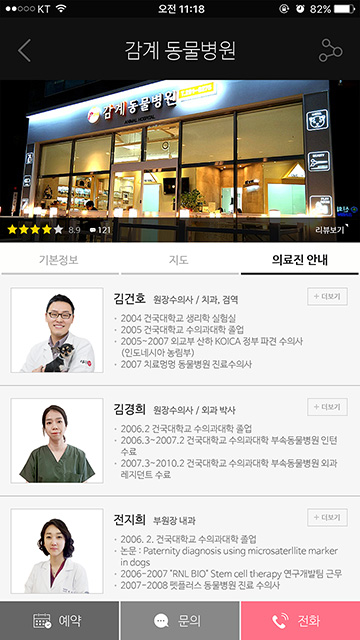 KT 오전 11:18 82%
감계 동물병원
감계 동물병원
ANIMAL HOSPITAL
8.9 121 리뷰보기
기본정보 지도 의료진 안내
김건호 원장수의사 / 치과, 검역 + 더보기
• 2004 건국대학교 생리학 실험실
• 2005 건국대학교 수의과대학 졸업
• 2005~2007 외교부 산하 KOICA 정부 파견 수의사
(인도네시아 농림부)
• 2007 치료멍멍 동물병원 진료수의사
김경희 원장수의사 / 외과 박사 + 더보기
• 2006.2 건국대학교 수의과대학 졸업
• 2006.3~2007.2 건국대학교 수의과대학 부속동물병원 인턴
수료
• 2007.3~2010.2 건국대학교 수의과대학 부속동물병원 외과
레지던트 수료
전지희 부원장 내과 + 더보기
• 2006. 2. 건국대학교 수의과대학 졸업
• 논문 : Paternity diagnosis using microsaterllite marker
in dogs
• 2006-2007 "RNL BIO" Stem cell therapy 연구개발팀 근무
• 2007-2008 펫플러스 동물병원 진료 수의사
예약 문의 전화